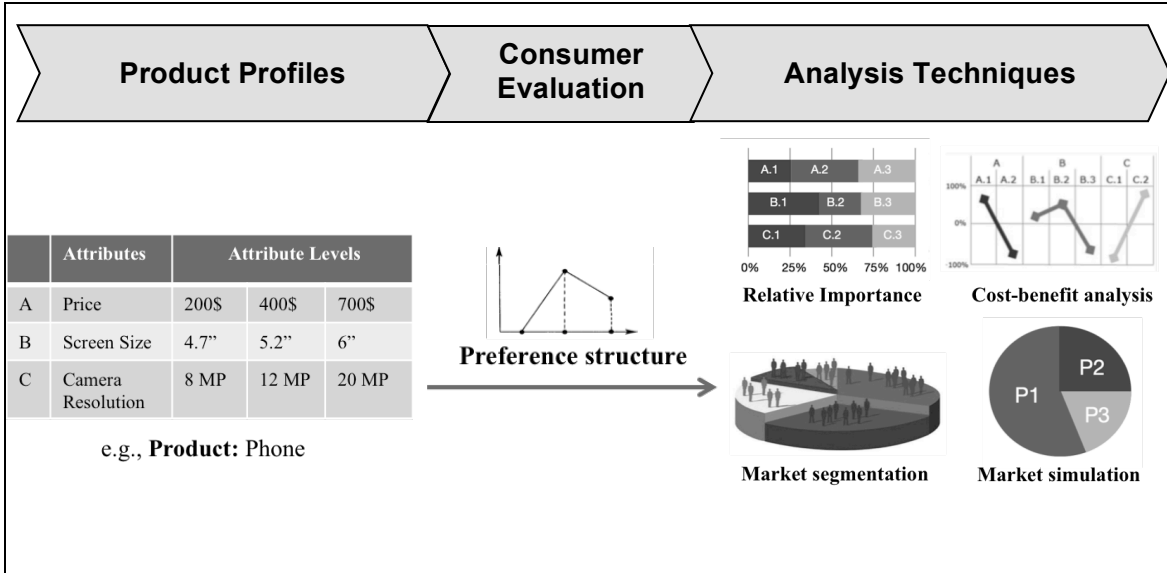 Product Profiles
Consumer
Evaluation
Analysis Techniques
Attributes Attribute Levels
A Price 200$ 400$ 700$
B Screen Size 4.7” 5.2” 6”
C Camera
Resolution 8 MP 12 MP 20 MP
e.g., Product: Phone
Preference structure
A.1 A.2 A.3
B.1 B.2 B.3
C.1 C.2 C.3
0% 25% 50% 75% 100%
Relative Importance
A B C
A.1 A.2 B.1 B.2 B.3 C.1 C.2
100%
0%
-100%
Cost-benefit analysis
Market segmentation
P1 P2
P3
Market simulation